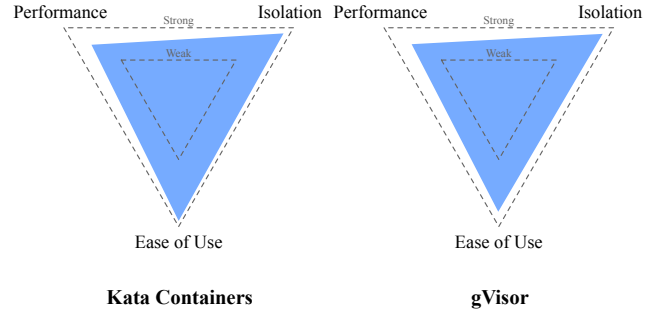 Performance
Isolation
Strong
Weak
Ease of Use
Kata Containers
Performance
Isolation
Strong
Weak
Ease of Use
gVisor